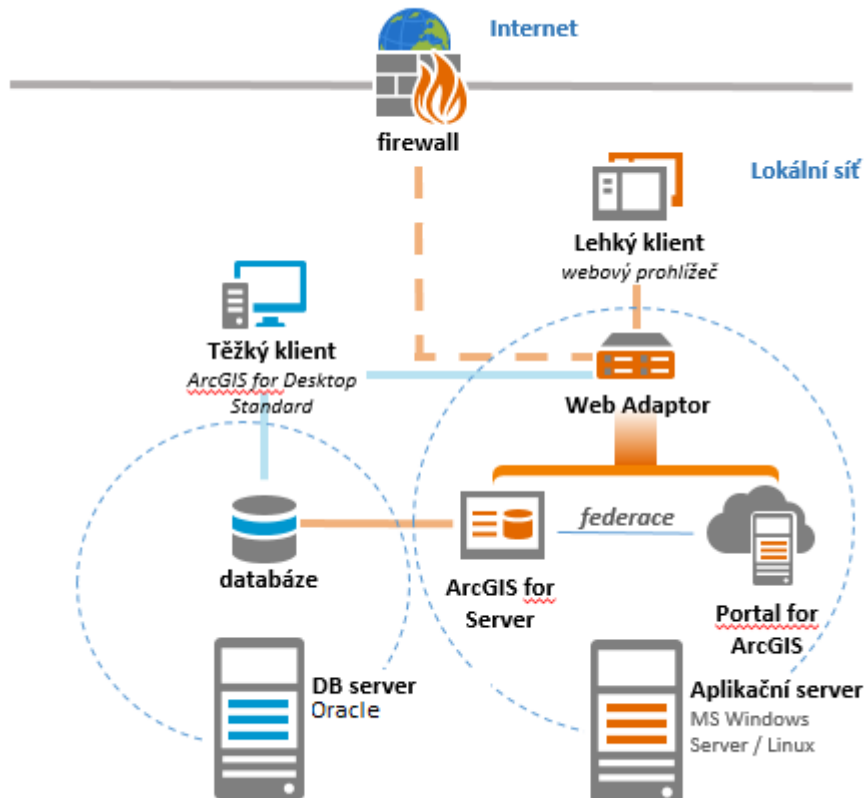 Internet
firewall
Lokální síť
Lehký klient
webový prohlížeč
Těžký klient
ArcGIS for Desktop
Standard
Web Adaptor
federace
databáze
ArcGIS for
Server
Portal for
ArcGIS
DB server
Oracle
Aplikační server
MS Windows
Server / Linux